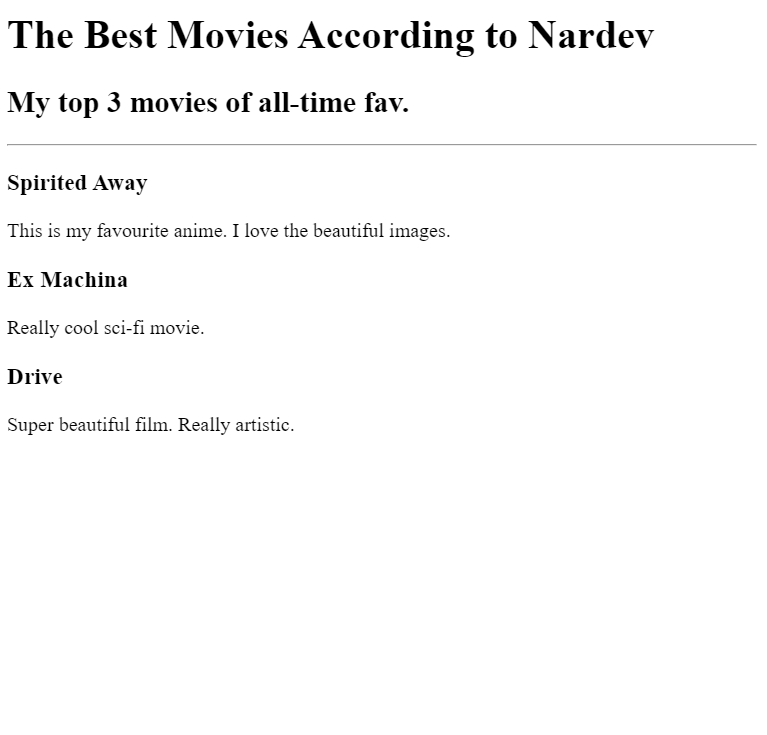 The Best Movies According to Nardev
My top 3 movies of all-time fav.
Spirited Away
This is my favourite anime. I love the beautiful images.
Ex Machina
Really cool sci-fi movie.
Drive
Super beautiful film. Really artistic.